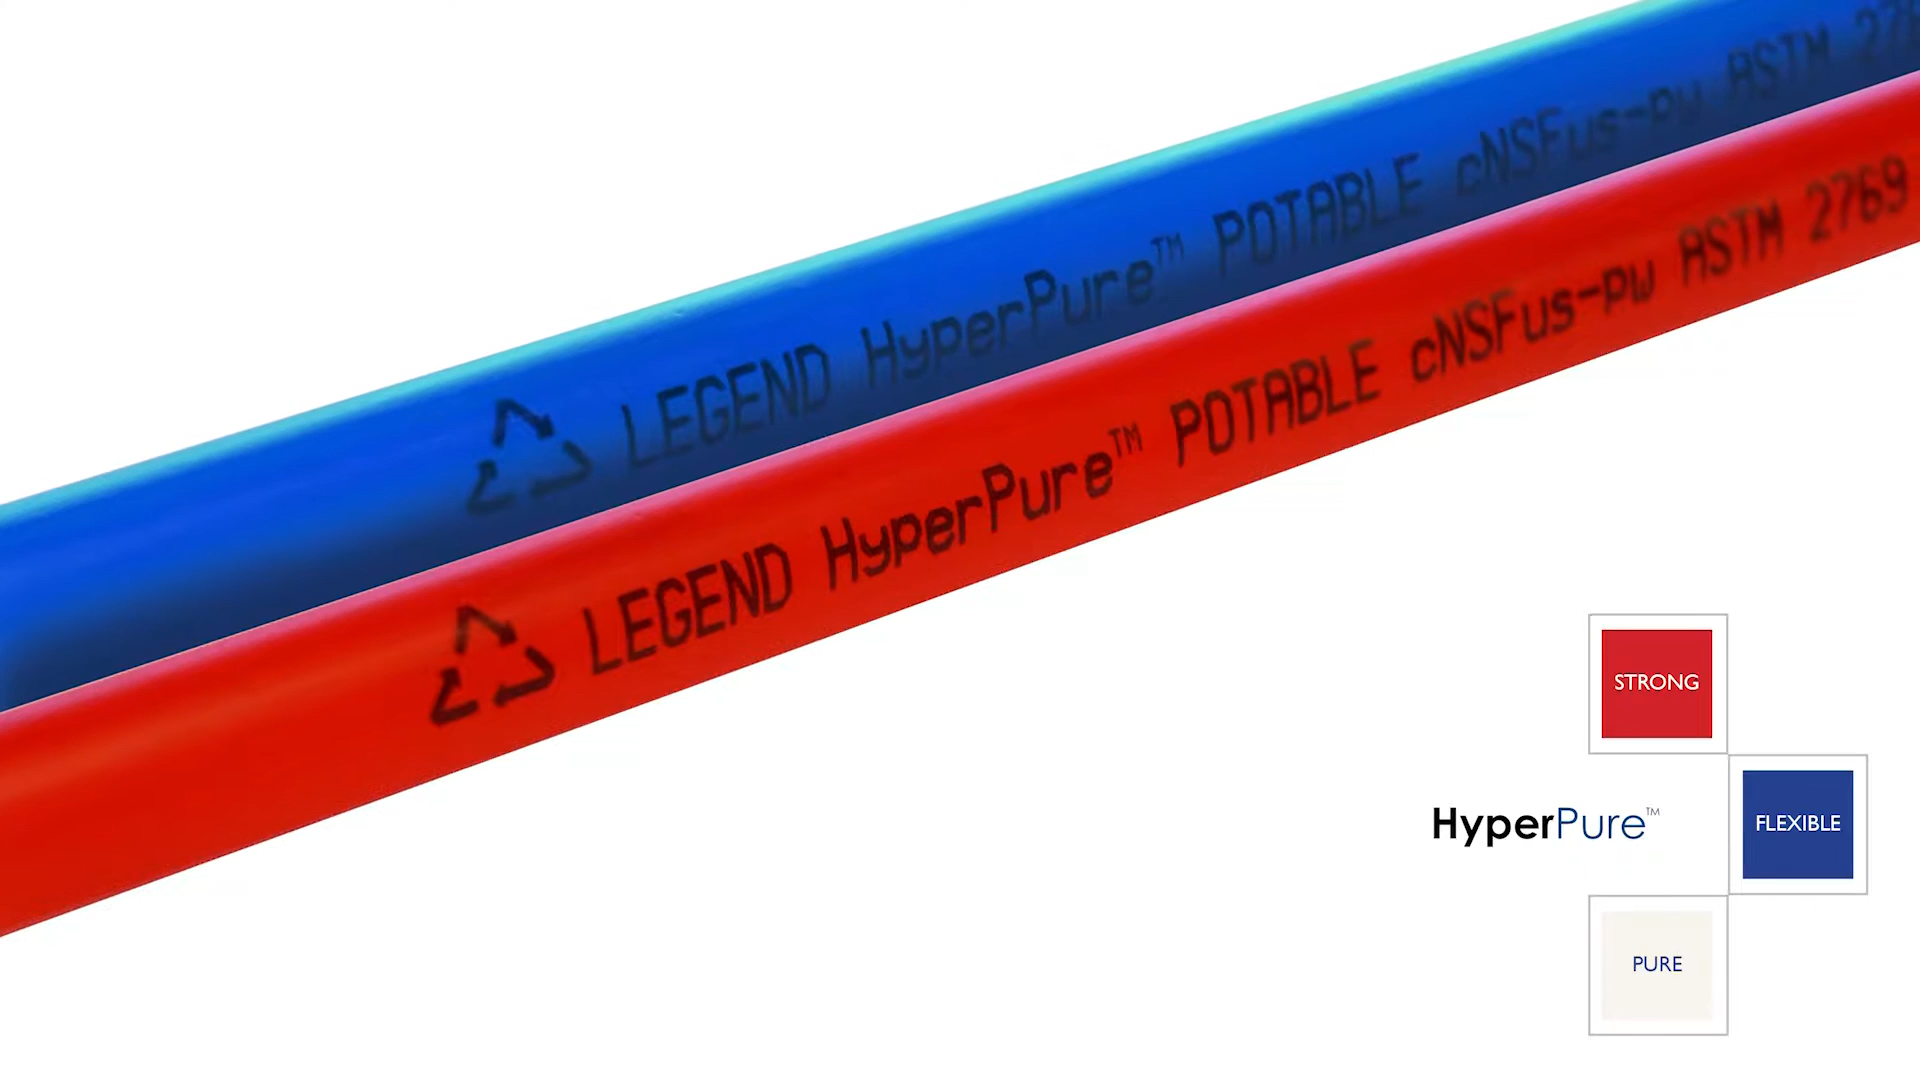 LEGEND HyperPure™ POTABLE cNSFus-pw ASTM
LEGEND HyperPure™ POTABLE cNSFus-pw ASTM 2769
STRONG
HyperPure™
FLEXIBLE
PURE